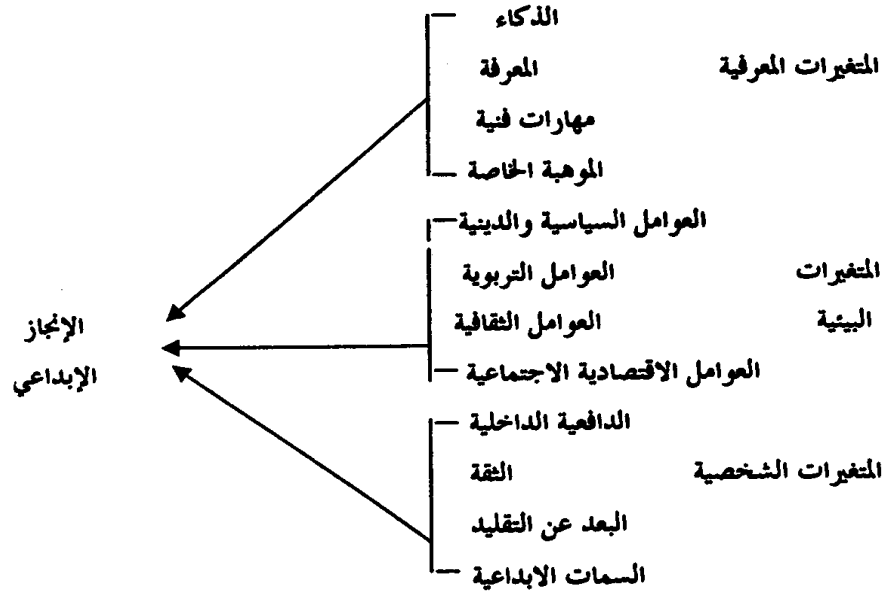 الذكاء
المتغيرات المعرفية المعرفة
مهارات فنية
الموهبة الخاصة
العوامل السياسية والدينية
المتغيرات العوامل التربوية
البيئية العوامل الثقافية
الإنجاز
العوامل الاقتصادية الاجتماعية
الإبداعي
الدافعية الداخلية
المتغيرات الشخصية الثقة
البعد عن التقليد
السمات الابداعية